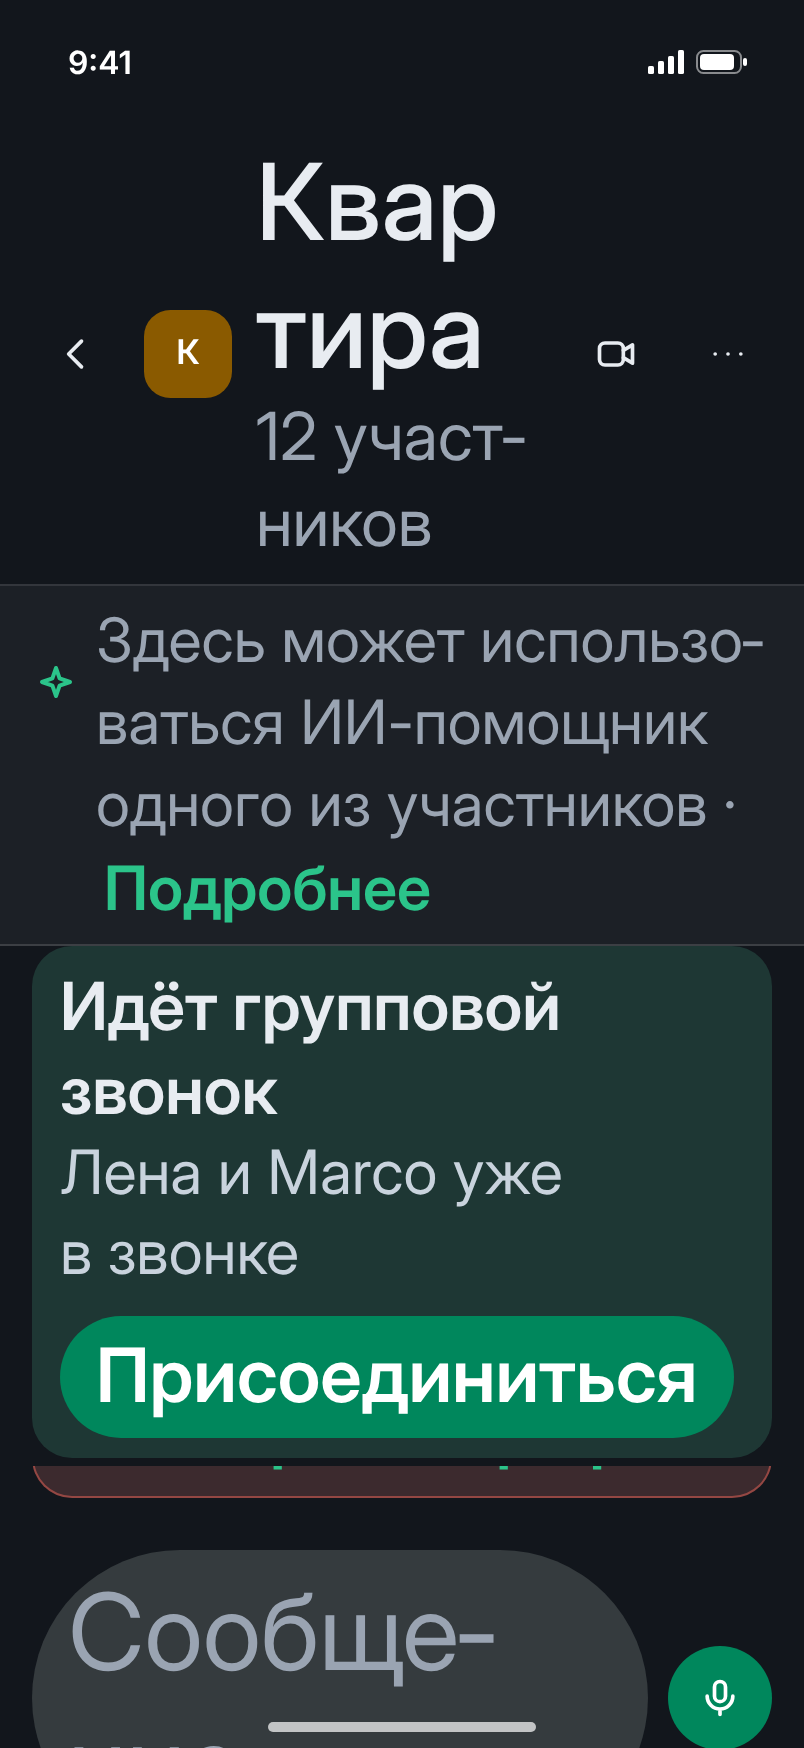 9:41
Квар
тира
К
12 участ-
ников
Здесь может использо-
ваться ИИ-помощник
одного из участников ·
Подробнее
Идёт групповой
звонок
Лена и Marco уже
в звонке
Присоединиться
Сообще-